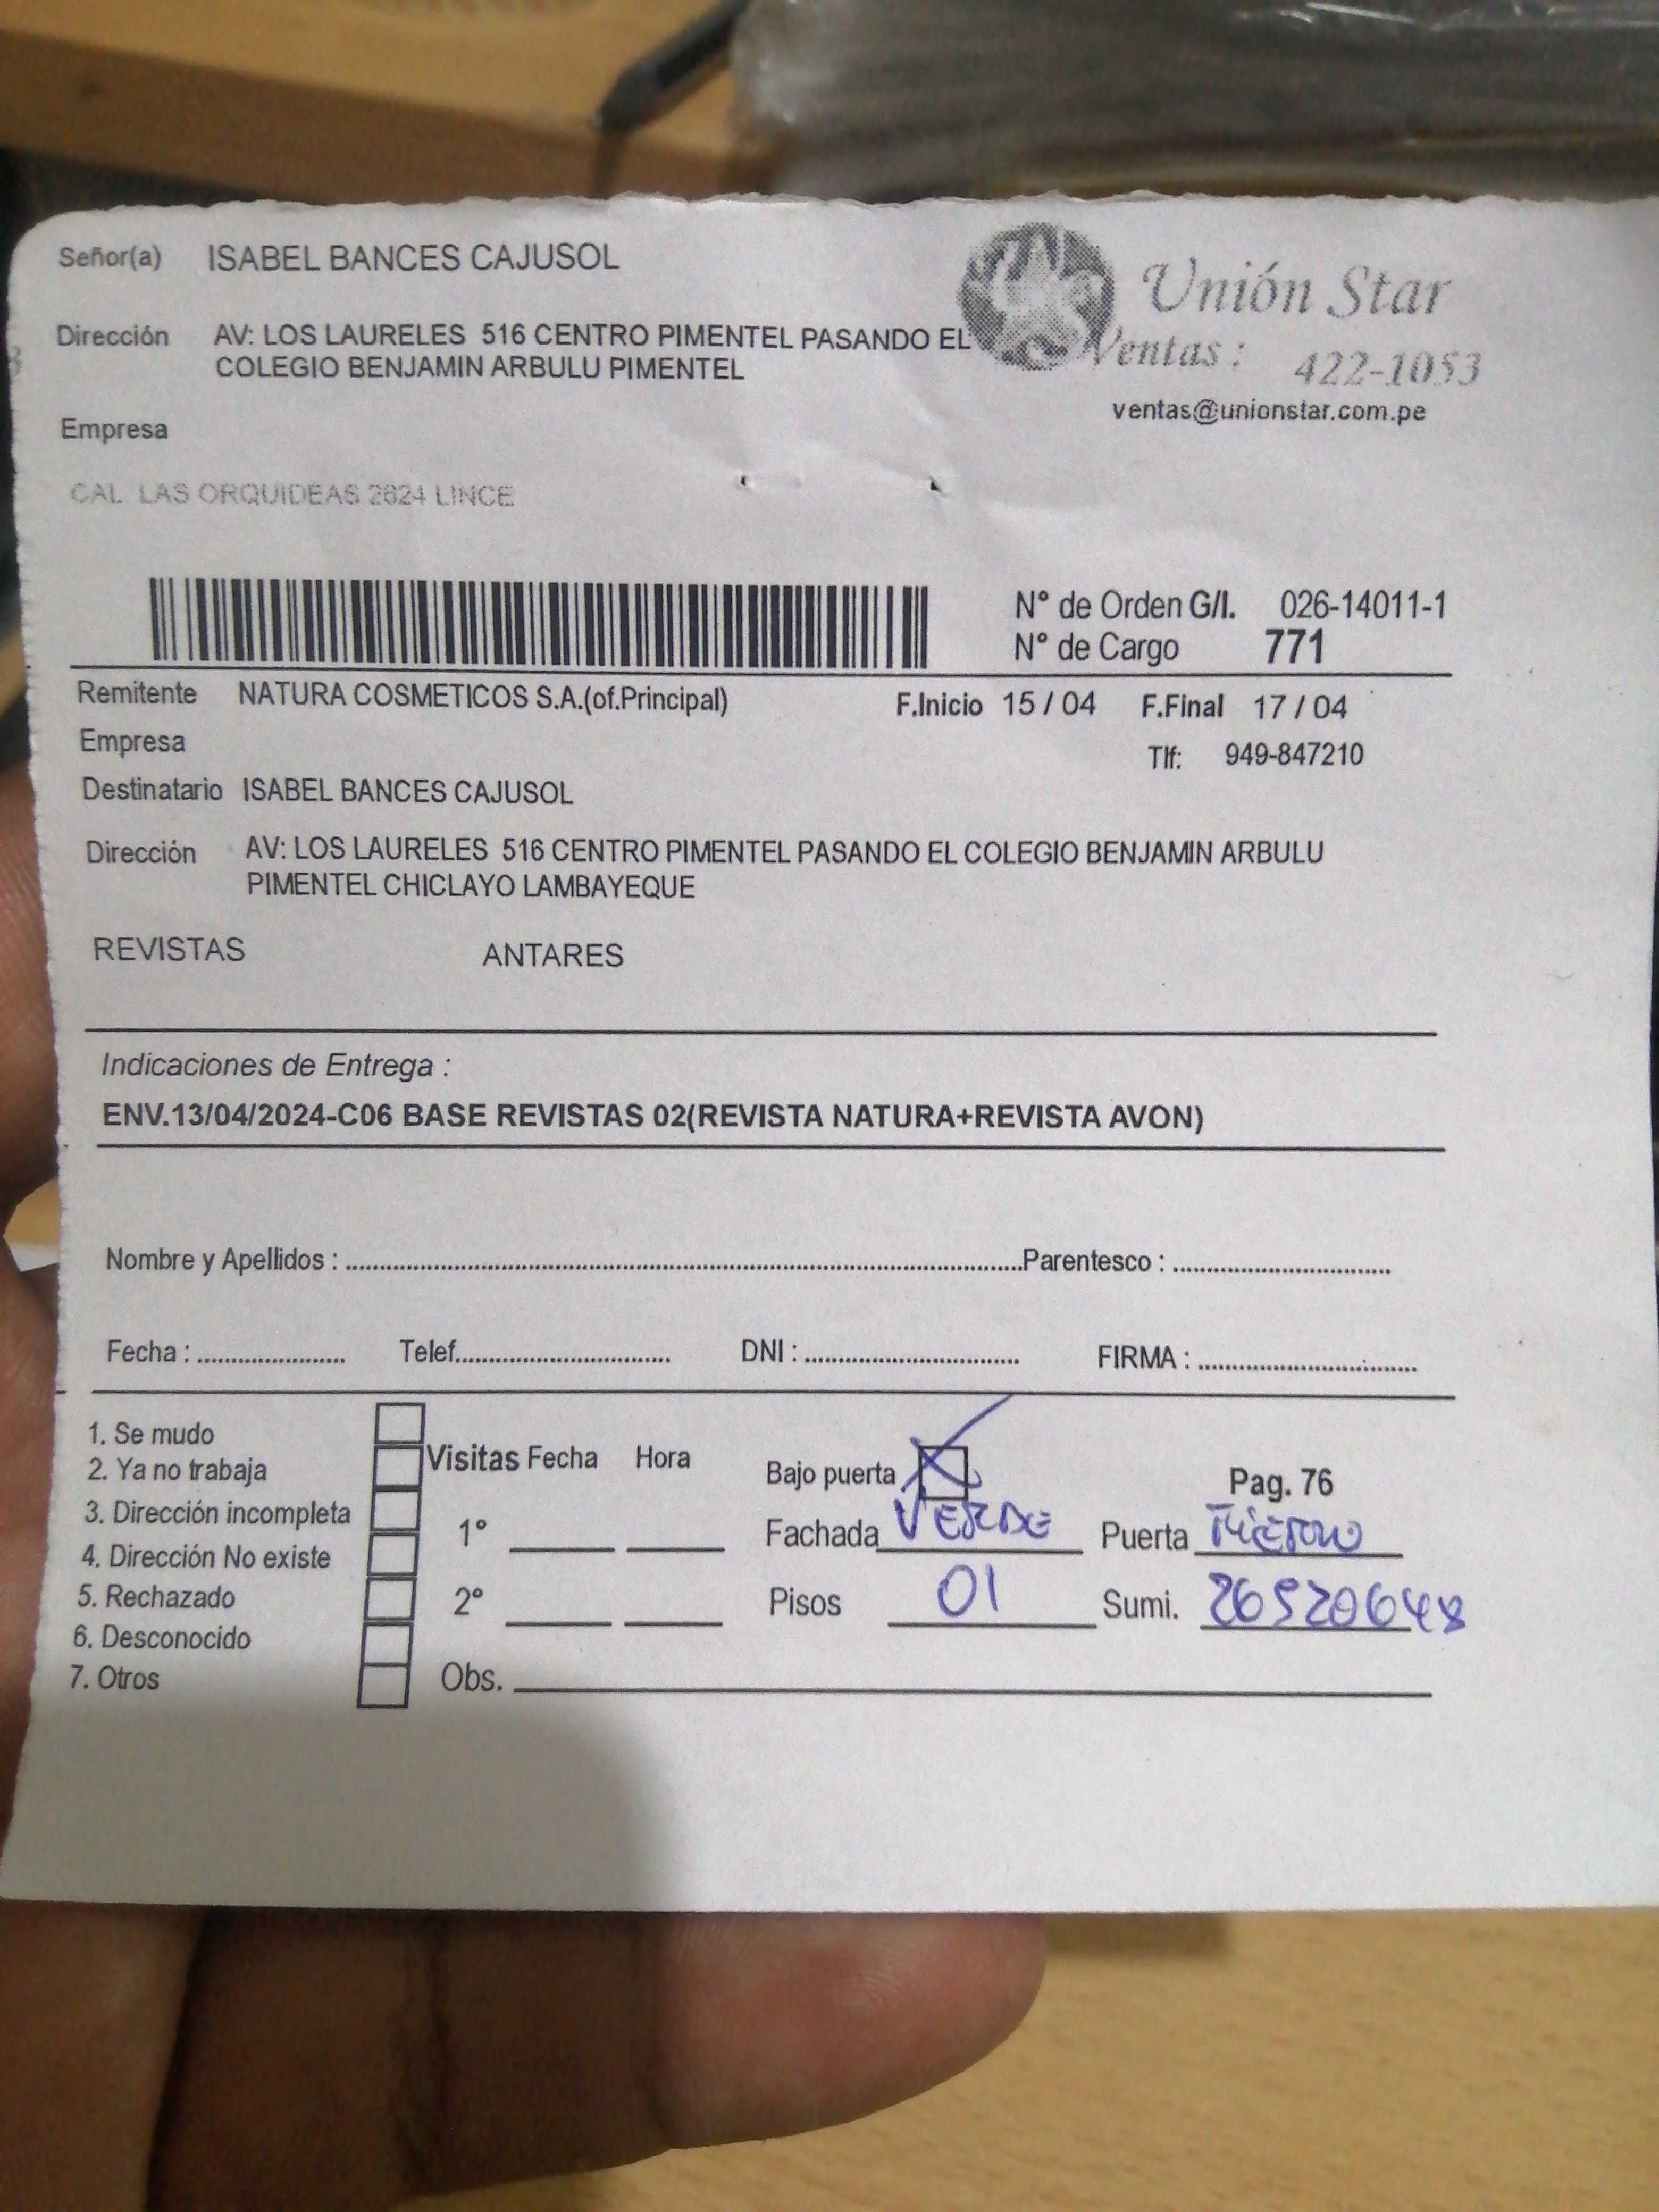 Señor(a) ISABEL BANCES CAJUSOL
Unión Star
Dirección AV: LOS LAURELES 516 CENTRO PIMENTEL PASANDO EL
COLEGIO BENJAMIN ARBULU PIMENTEL
Ventas : 422-1053
ventas@unionstar.com.pe
Empresa
CAL. LAS ORQUIDEAS 2624 LINCE
N° de Orden G/I. 026-14011-1
N° de Cargo 771
Remitente NATURA COSMETICOS S.A.(of.Principal) F.Inicio 15 / 04 F.Final 17 / 04
Empresa Tlf: 949-847210
Destinatario ISABEL BANCES CAJUSOL
Dirección AV: LOS LAURELES 516 CENTRO PIMENTEL PASANDO EL COLEGIO BENJAMIN ARBULU
PIMENTEL CHICLAYO LAMBAYEQUE
REVISTAS ANTARES
Indicaciones de Entrega :
ENV.13/04/2024-C06 BASE REVISTAS 02(REVISTA NATURA+REVISTA AVON)
Nombre y Apellidos : Parentesco :
Fecha : Telef. DNI : FIRMA :
1. Se mudo
2. Ya no trabaja
3. Dirección incompleta
4. Dirección No existe
5. Rechazado
6. Desconocido
7. Otros
Visitas Fecha Hora
1°
2°
Obs.
Bajo puerta Pag. 76
Fachada VERDE Puerta FIERRO
Pisos 01 Sumi. 26520648